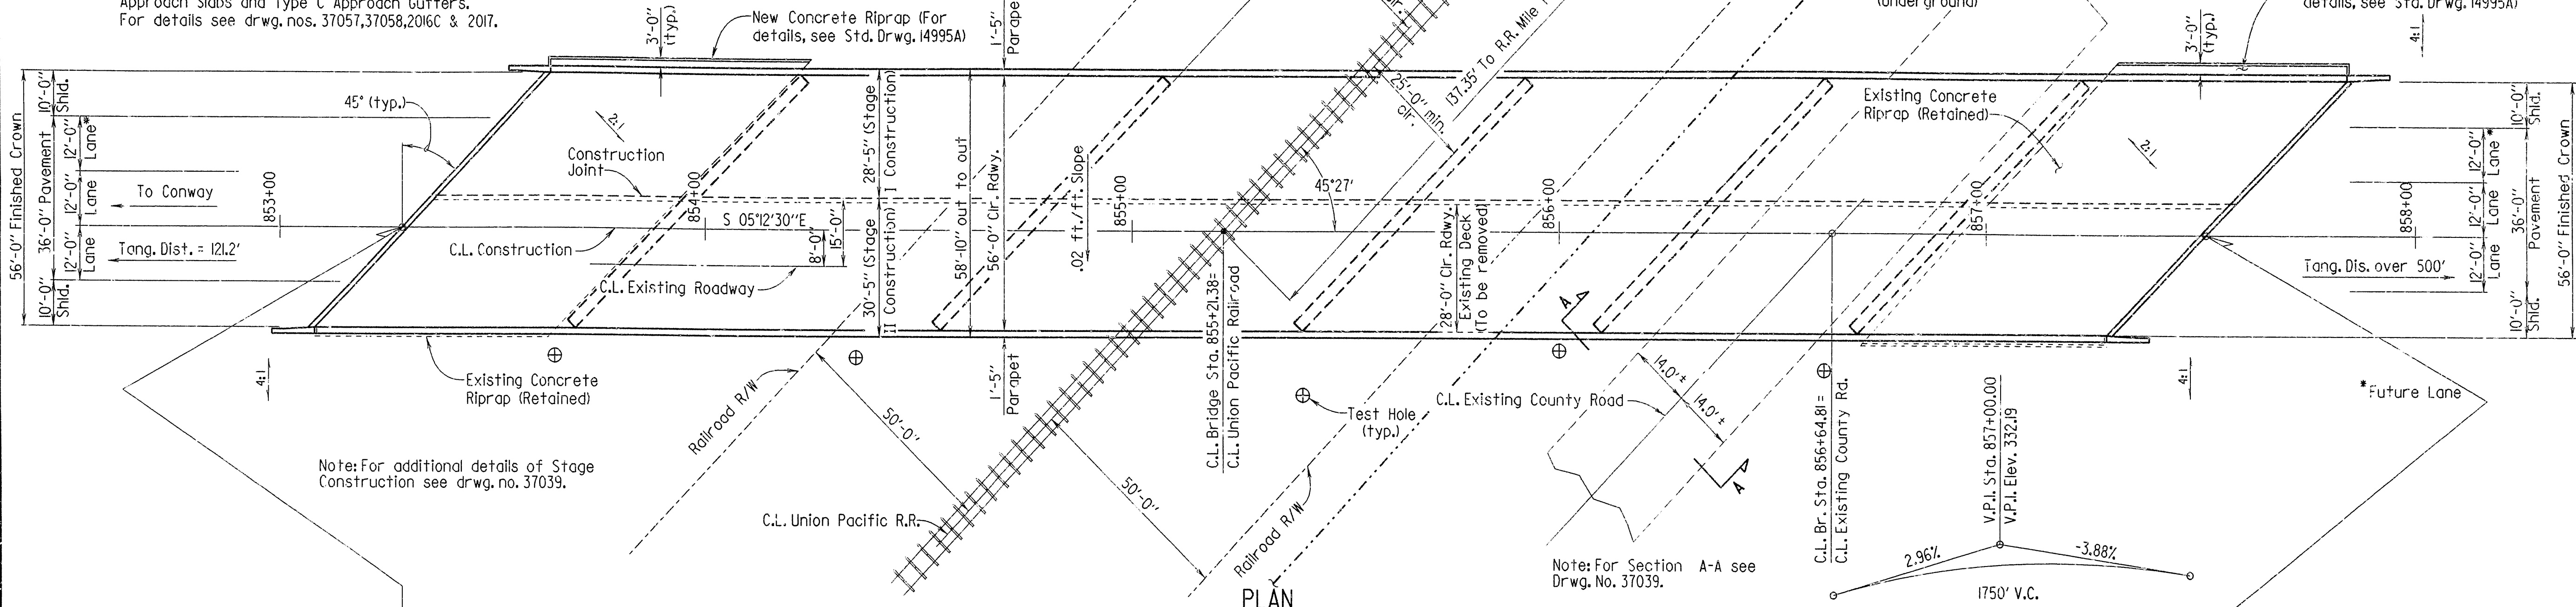 Approach Slabs and Type C Approach Gutters.
For details see drwg. nos. 37057,37058,2016C & 2017.
New Concrete Riprap (For
details, see Std. Drwg. 14995A)
3'-0"
(typ.)
1'-5"
Parapet
clr.
137.35' To R.R. Mile
(underground)
details, see Std. Drwg. 14995A)
3'-0"
(typ.)
4:1
56'-0" Finished Crown
36'-0" Pavement
10'-0"
Shld.
12'-0"
Lane*
12'-0"
Lane
12'-0"
Lane
10'-0"
Shld.
45° (typ.)
2:1
Construction
Joint
To Conway
853+00
Tang. Dist. = 121.2'
C.L. Construction
854+00
S 05°12'30"E
8'-0"
15'-0"
C.L. Existing Roadway
28'-5" (Stage
I Construction)
30'-5" (Stage
II Construction)
58'-10" out to out
56'-0" Clr. Rdwy.
.02 ft./ft. Slope
855+00
25'-0" min.
clr.
45°27'
28'-0" Clr. Rdwy.
Existing Deck
(To be removed)
856+00
Existing Concrete
Riprap (Retained)
2:1
857+00
858+00
Tang. Dis. over 500'
10'-0"
Shld.
12'-0"
Lane*
12'-0"
Lane
12'-0"
Lane
36'-0"
Pavement
10'-0"
Shld.
56'-0" Finished Crown
4:1
Existing Concrete
Riprap (Retained)
Note: For additional details of Stage
Construction see drwg. no. 37039.
Railroad R/W
50'-0"
C.L. Union Pacific R.R.
1'-5"
Parapet
50'-0"
C.L. Bridge Sta. 855+21.38=
C.L. Union Pacific Railroad
Railroad R/W
Test Hole
(typ.)
A
C.L. Existing County Road
14.0'±
14.0'±
A
Note: For Section A-A see
Drwg. No. 37039.
C.L. Br. Sta. 856+64.81=
C.L. Existing County Rd.
V.P.I. Sta. 857+00.00
V.P.I. Elev. 332.19
2.96%
-3.88%
1750' V.C.
4:1
*Future Lane
PLAN